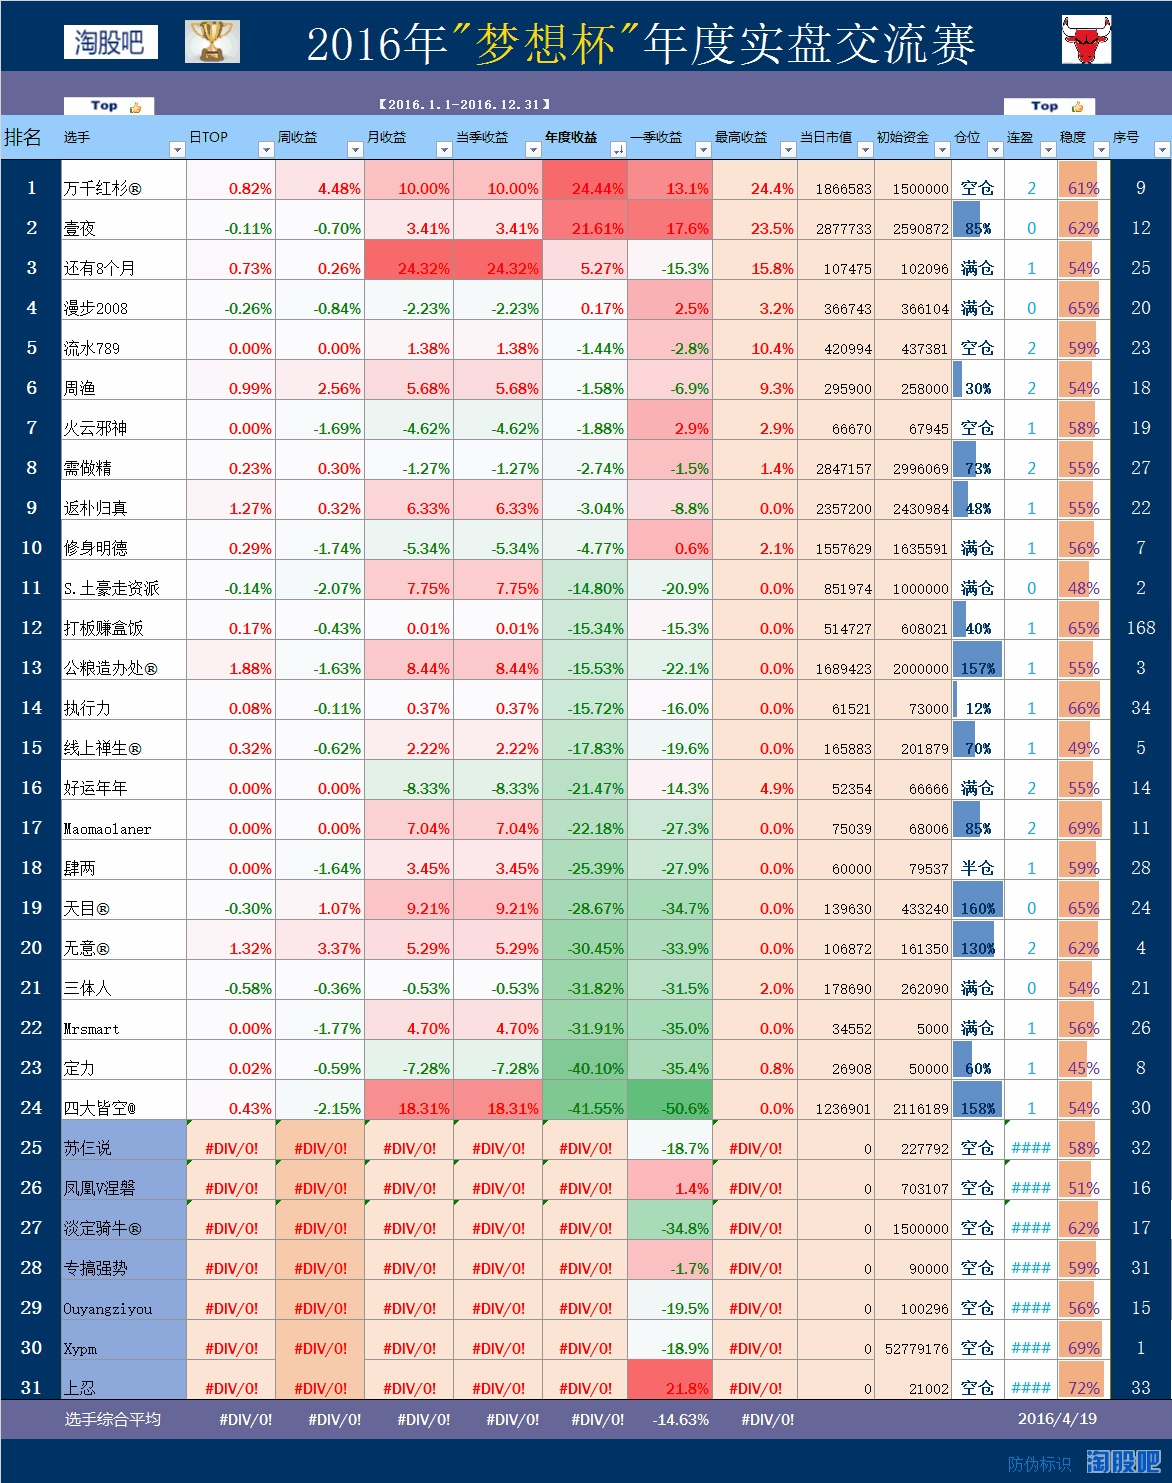 淘股吧 2016年"梦想杯"年度实盘交流赛
Top 【2016.1.1-2016.12.31】 Top
排名 选手 日TOP 周收益 月收益 当季收益 年度收益 一季收益 最高收益 当日市值 初始资金 仓位 连盈 稳度 序号
1 万千红杉® 0.82% 4.48% 10.00% 10.00% 24.44% 13.1% 24.4% 1866583 1500000 空仓 2 61% 9
2 壹夜 -0.11% -0.70% 3.41% 3.41% 21.61% 17.6% 23.5% 2877733 2590872 85% 0 62% 12
3 还有8个月 0.73% 0.26% 24.32% 24.32% 5.27% -15.3% 15.8% 107475 102096 满仓 1 54% 25
4 漫步2008 -0.26% -0.84% -2.23% -2.23% 0.17% 2.5% 3.2% 366743 366104 满仓 0 65% 20
5 流水789 0.00% 0.00% 1.38% 1.38% -1.44% -2.8% 10.4% 420994 437381 空仓 2 59% 23
6 周渔 0.99% 2.56% 5.68% 5.68% -1.58% -6.9% 9.3% 295900 258000 30% 2 54% 18
7 火云邪神 0.00% -1.69% -4.62% -4.62% -1.88% 2.9% 2.9% 66670 67945 空仓 1 58% 19
8 需做精 0.23% 0.30% -1.27% -1.27% -2.74% -1.5% 1.4% 2847157 2996069 73% 2 55% 27
9 返朴归真 1.27% 0.32% 6.33% 6.33% -3.04% -8.8% 0.0% 2357200 2430984 48% 1 55% 22
10 修身明德 0.29% -1.74% -5.34% -5.34% -4.77% 0.6% 2.1% 1557629 1635591 满仓 1 56% 7
11 S.土豪走资派 -0.14% -2.07% 7.75% 7.75% -14.80% -20.9% 0.0% 851974 1000000 满仓 0 48% 2
12 打板赚盒饭 0.17% -0.43% 0.01% 0.01% -15.34% -15.3% 0.0% 514727 608021 40% 1 65% 168
13 公粮造办处® 1.88% -1.63% 8.44% 8.44% -15.53% -22.1% 0.0% 1689423 2000000 157% 1 55% 3
14 执行力 0.08% -0.11% 0.37% 0.37% -15.72% -16.0% 0.0% 61521 73000 12% 1 66% 34
15 线上禅生® 0.32% -0.62% 2.22% 2.22% -17.83% -19.6% 0.0% 165883 201879 70% 1 49% 5
16 好运年年 0.00% 0.00% -8.33% -8.33% -21.47% -14.3% 4.9% 52354 66666 满仓 2 55% 14
17 Maomaolaner 0.00% 0.00% 7.04% 7.04% -22.18% -27.3% 0.0% 75039 68006 85% 2 69% 11
18 肆两 0.00% -1.64% 3.45% 3.45% -25.39% -27.9% 0.0% 60000 79537 半仓 1 59% 28
19 天目® -0.30% 1.07% 9.21% 9.21% -28.67% -34.7% 0.0% 139630 433240 160% 0 65% 24
20 无意® 1.32% 3.37% 5.29% 5.29% -30.45% -33.9% 0.0% 106872 161350 130% 2 62% 4
21 三体人 -0.58% -0.36% -0.53% -0.53% -31.82% -31.5% 2.0% 178690 262090 满仓 0 54% 21
22 Mrsmart 0.00% -1.77% 4.70% 4.70% -31.91% -35.0% 0.0% 34552 5000 满仓 1 56% 26
23 定力 0.02% -0.59% -7.28% -7.28% -40.10% -35.4% 0.8% 26908 50000 60% 1 45% 8
24 四大皆空@ 0.43% -2.15% 18.31% 18.31% -41.55% -50.6% 0.0% 1236901 2116189 158% 1 54% 30
25 苏仨说 #DIV/0! #DIV/0! #DIV/0! #DIV/0! #DIV/0! -18.7% #DIV/0! 0 227792 空仓 #### 58% 32
26 凤凰V涅磐 #DIV/0! #DIV/0! #DIV/0! #DIV/0! #DIV/0! 1.4% #DIV/0! 0 703107 空仓 #### 51% 16
27 淡定骑牛® #DIV/0! #DIV/0! #DIV/0! #DIV/0! #DIV/0! -34.8% #DIV/0! 0 1500000 空仓 #### 62% 17
28 专搞强势 #DIV/0! #DIV/0! #DIV/0! #DIV/0! #DIV/0! -1.7% #DIV/0! 0 90000 空仓 #### 59% 31
29 Ouyangziyou #DIV/0! #DIV/0! #DIV/0! #DIV/0! #DIV/0! -19.5% #DIV/0! 0 100296 空仓 #### 56% 15
30 Xypm #DIV/0! #DIV/0! #DIV/0! #DIV/0! #DIV/0! -18.9% #DIV/0! 0 52779176 空仓 #### 69% 1
31 上忍 #DIV/0! #DIV/0! #DIV/0! #DIV/0! #DIV/0! 21.8% #DIV/0! 0 21002 空仓 #### 72% 33
选手综合平均 #DIV/0! #DIV/0! #DIV/0! #DIV/0! #DIV/0! -14.63% #DIV/0! 2016/4/19
防伪标识 淘股吧